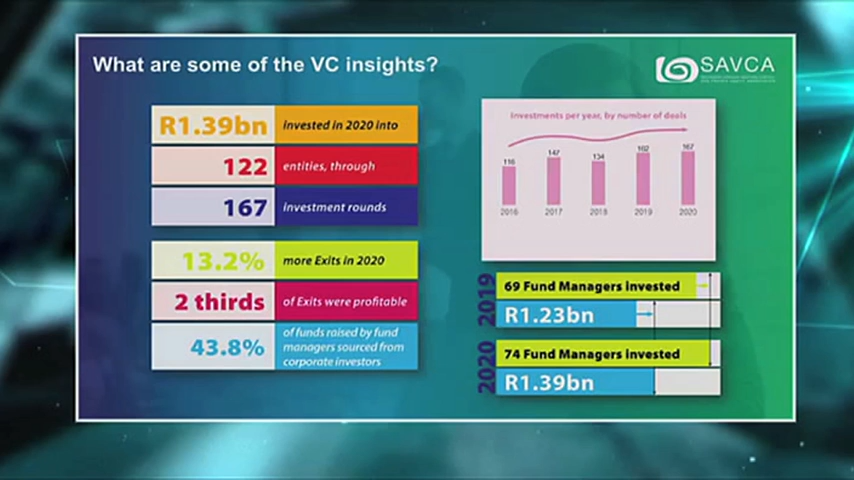 What are some of the VC insights?
SAVCA
R1.39bn invested in 2020 into
122 entities, through
167 investment rounds
13.2% more Exits in 2020
2 thirds of Exits were profitable
43.8% of funds raised by fund
managers sourced from
corporate investors
Investments per year, by number of deals
116 147 134 162 167
2016 2017 2018 2019 2020
2019
69 Fund Managers invested
R1.23bn
2020
74 Fund Managers invested
R1.39bn